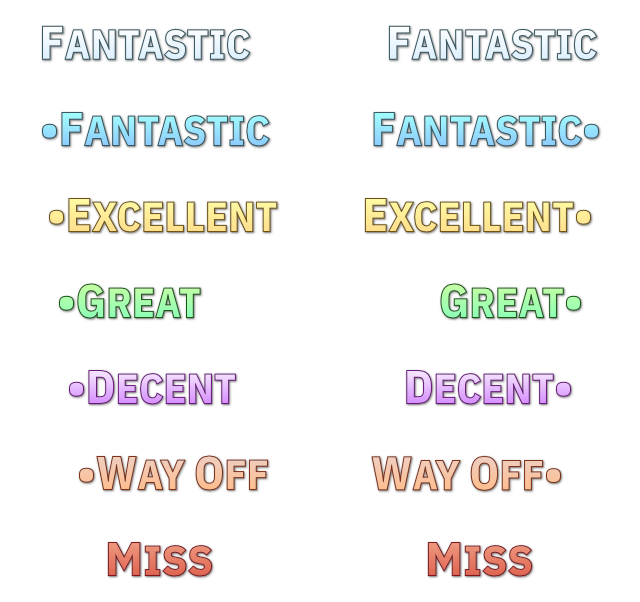 FANTASTIC FANTASTIC
•FANTASTIC FANTASTIC•
•EXCELLENT EXCELLENT•
•GREAT GREAT•
•DECENT DECENT•
•WAY OFF WAY OFF•
MISS MISS